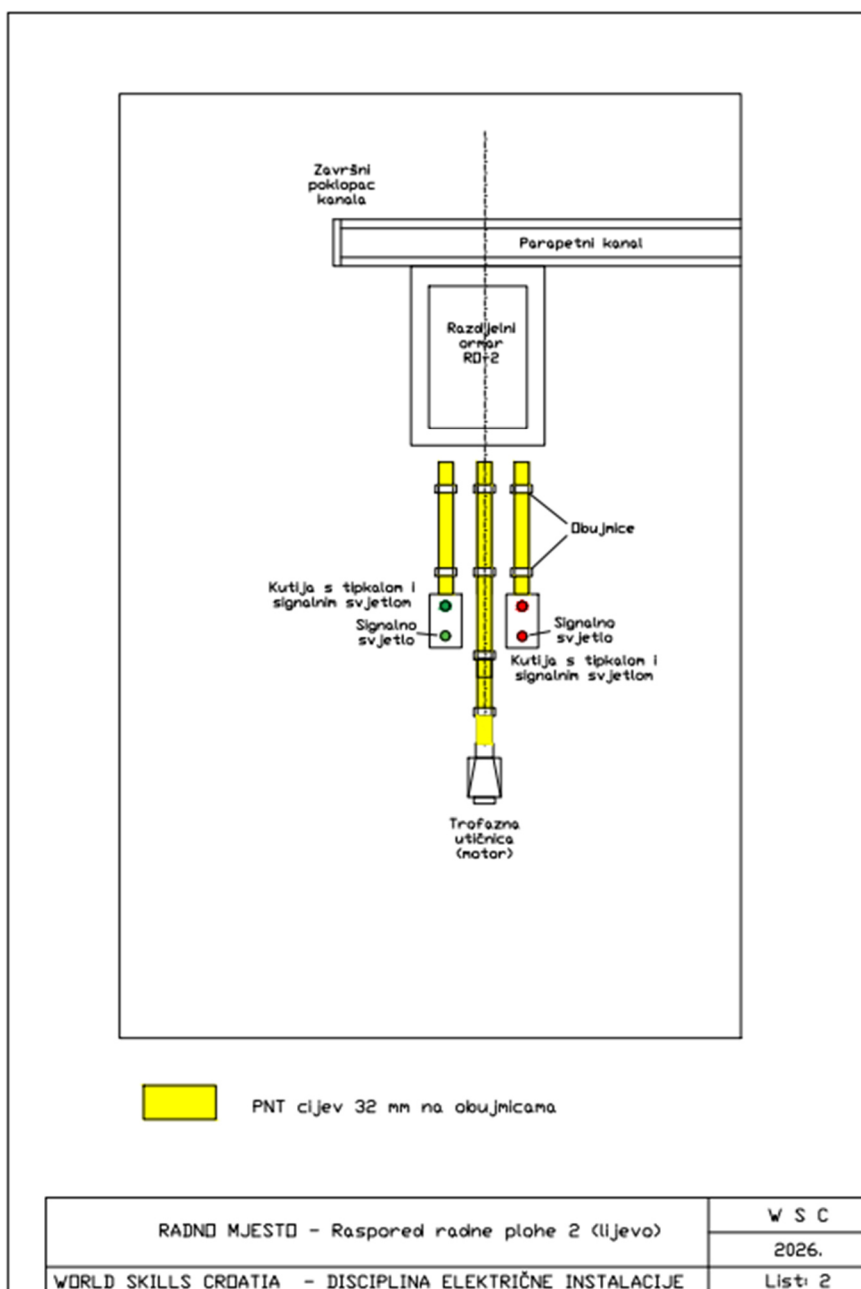 Završni
poklopac
kanala
Parapetni kanal
Razdjelni
ormar
RO-2
Obujmice
Kutija s tipkalom i
signalnim svjetlom
Signalno
svjetlo
Signalno
svjetlo
Kutija s tipkalom i
signalnim svjetlom
Trofazna
utičnica
(motor)
PNT cijev 32 mm na obujmicama
RADNO MJESTO - Raspored radne plohe 2 (lijevo)
W S C
2026.
WORLD SKILLS CROATIA - DISCIPLINA ELEKTRIČNE INSTALACIJE
List: 2